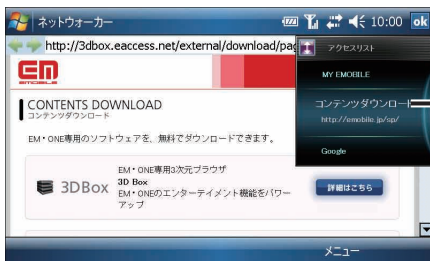 ネットウォーカー 10:00 ok
http://3dbox.eaccess.net/external/download/pag
アクセスリスト
EM
EMOBILE
MY EMOBILE
CONTENTS DOWNLOAD
コンテンツダウンロード
コンテンツダウンロード
http://emobile.jp/sp/
EM・ONE専用のソフトウェアを、無料でダウンロードできます。
Google
EM・ONE専用3次元ブラウザ
3DBox
3D Box
EM・ONEのエンターテイメント機能をパワー
アップ
詳細はこちら
メニュー